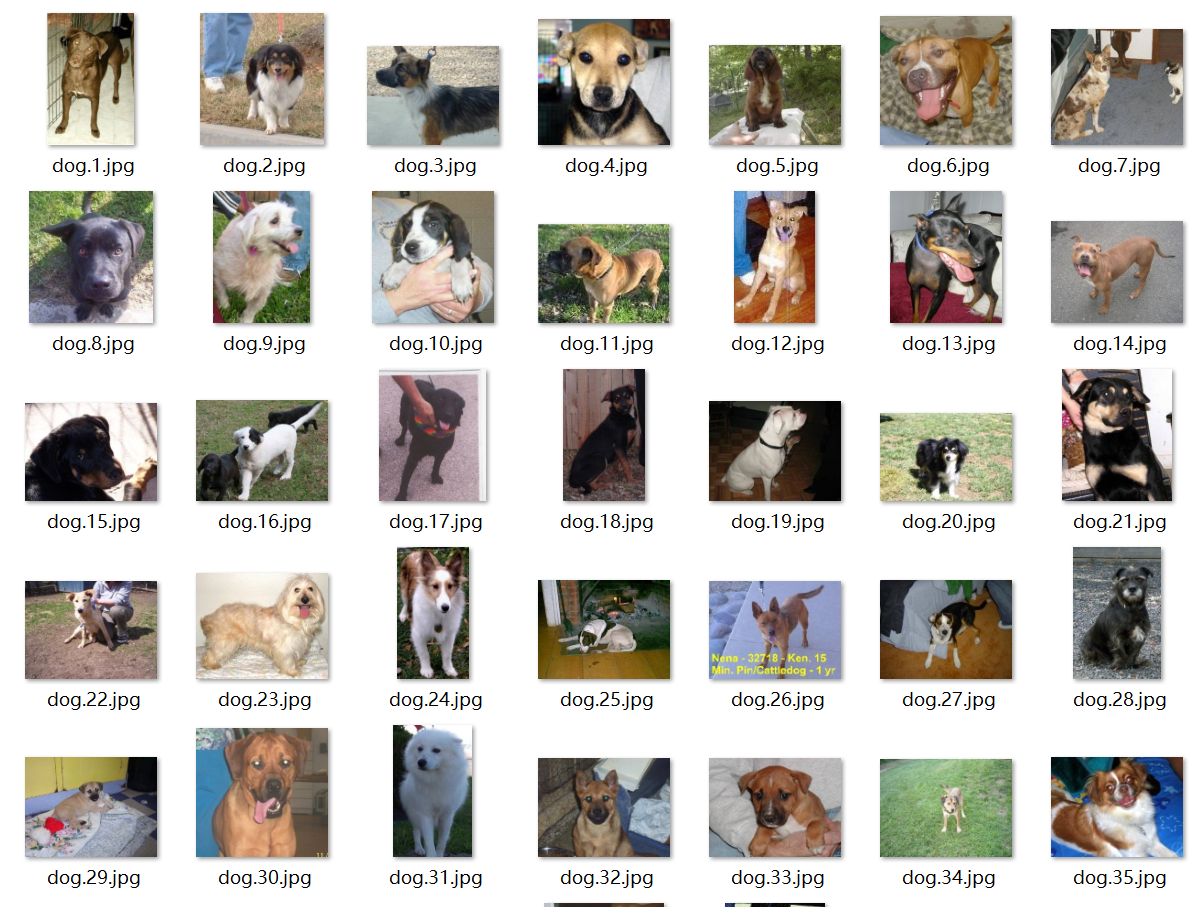 dog.1.jpg dog.2.jpg dog.3.jpg dog.4.jpg dog.5.jpg dog.6.jpg dog.7.jpg
dog.8.jpg dog.9.jpg dog.10.jpg dog.11.jpg dog.12.jpg dog.13.jpg dog.14.jpg
dog.15.jpg dog.16.jpg dog.17.jpg dog.18.jpg dog.19.jpg dog.20.jpg dog.21.jpg
Nena - 32718 - Ken. 15
Min. Pin/Cattledog - 1 yr
dog.22.jpg dog.23.jpg dog.24.jpg dog.25.jpg dog.26.jpg dog.27.jpg dog.28.jpg
dog.29.jpg dog.30.jpg dog.31.jpg dog.32.jpg dog.33.jpg dog.34.jpg dog.35.jpg